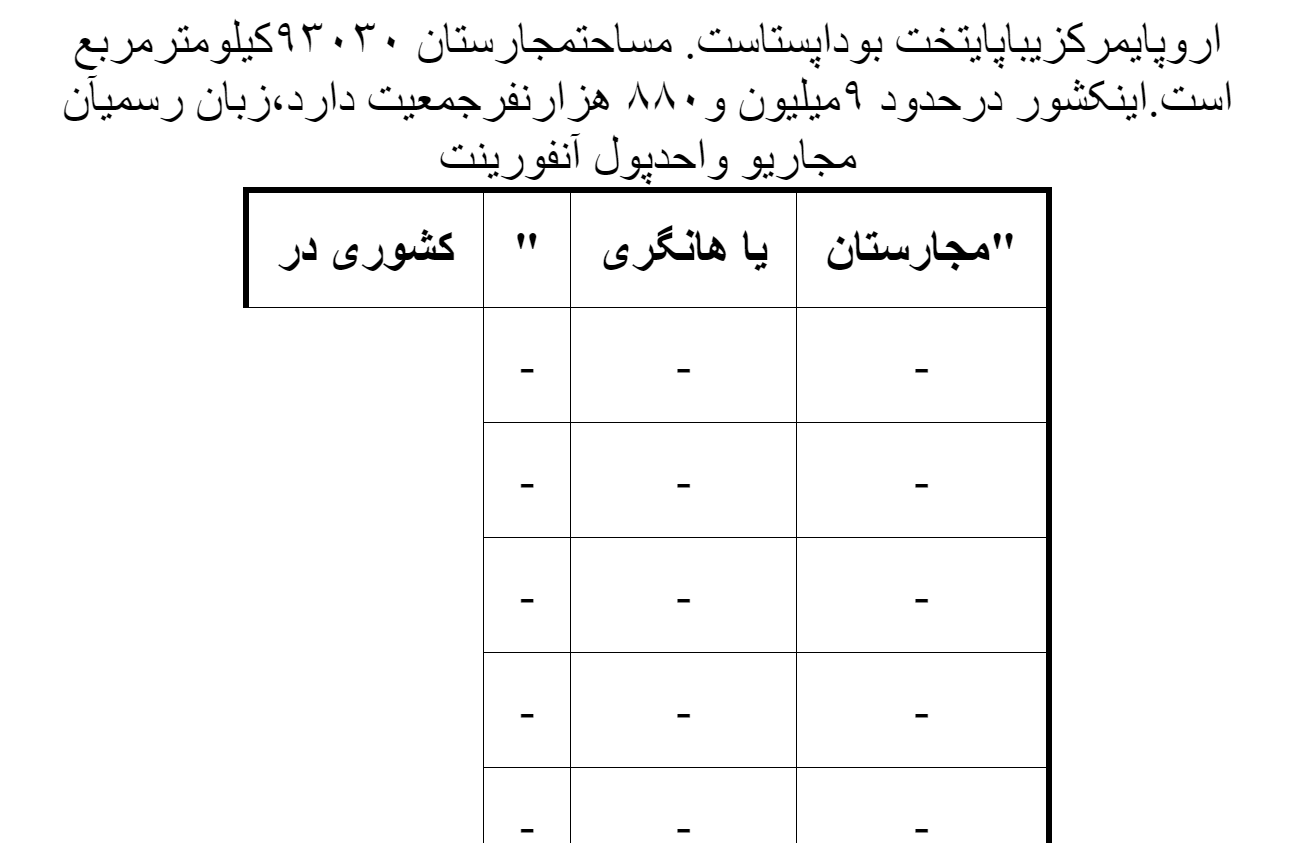 اروپایمرکزیباپایتخت بوداپستاست. مساحتمجارستان ۹۳۰۳۰کیلومترمربع
است.اینکشور درحدود ۹میلیون و۸۸۰ هزارنفرجمعیت دارد،زبان رسمیآن
مجاریو واحدپول آنفورینت
"مجارستان یا هانگری " کشوری در
- - -
- - -
- - -
- - -
- - -